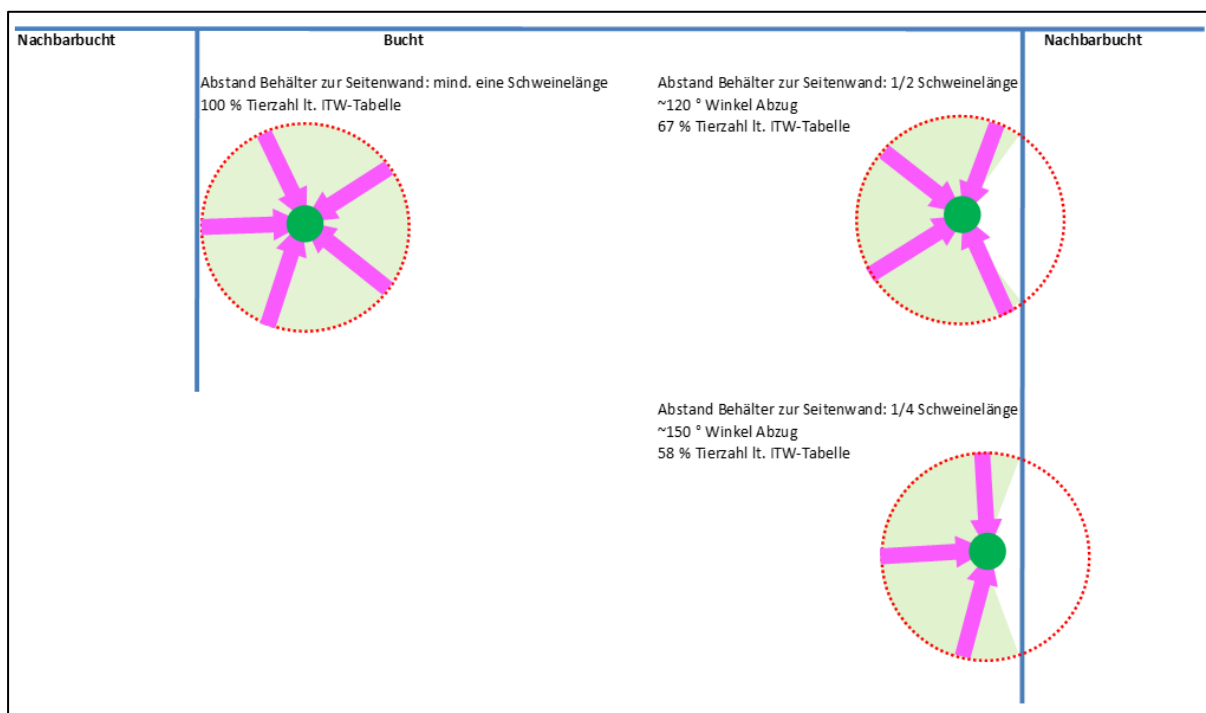 Nachbarbucht
Bucht
Nachbarbucht
Abstand Behälter zur Seitenwand: mind. eine Schweinelänge
100 % Tierzahl lt. ITW-Tabelle
Abstand Behälter zur Seitenwand: 1/2 Schweinelänge
~120 ° Winkel Abzug
67 % Tierzahl lt. ITW-Tabelle
Abstand Behälter zur Seitenwand: 1/4 Schweinelänge
~150 ° Winkel Abzug
58 % Tierzahl lt. ITW-Tabelle